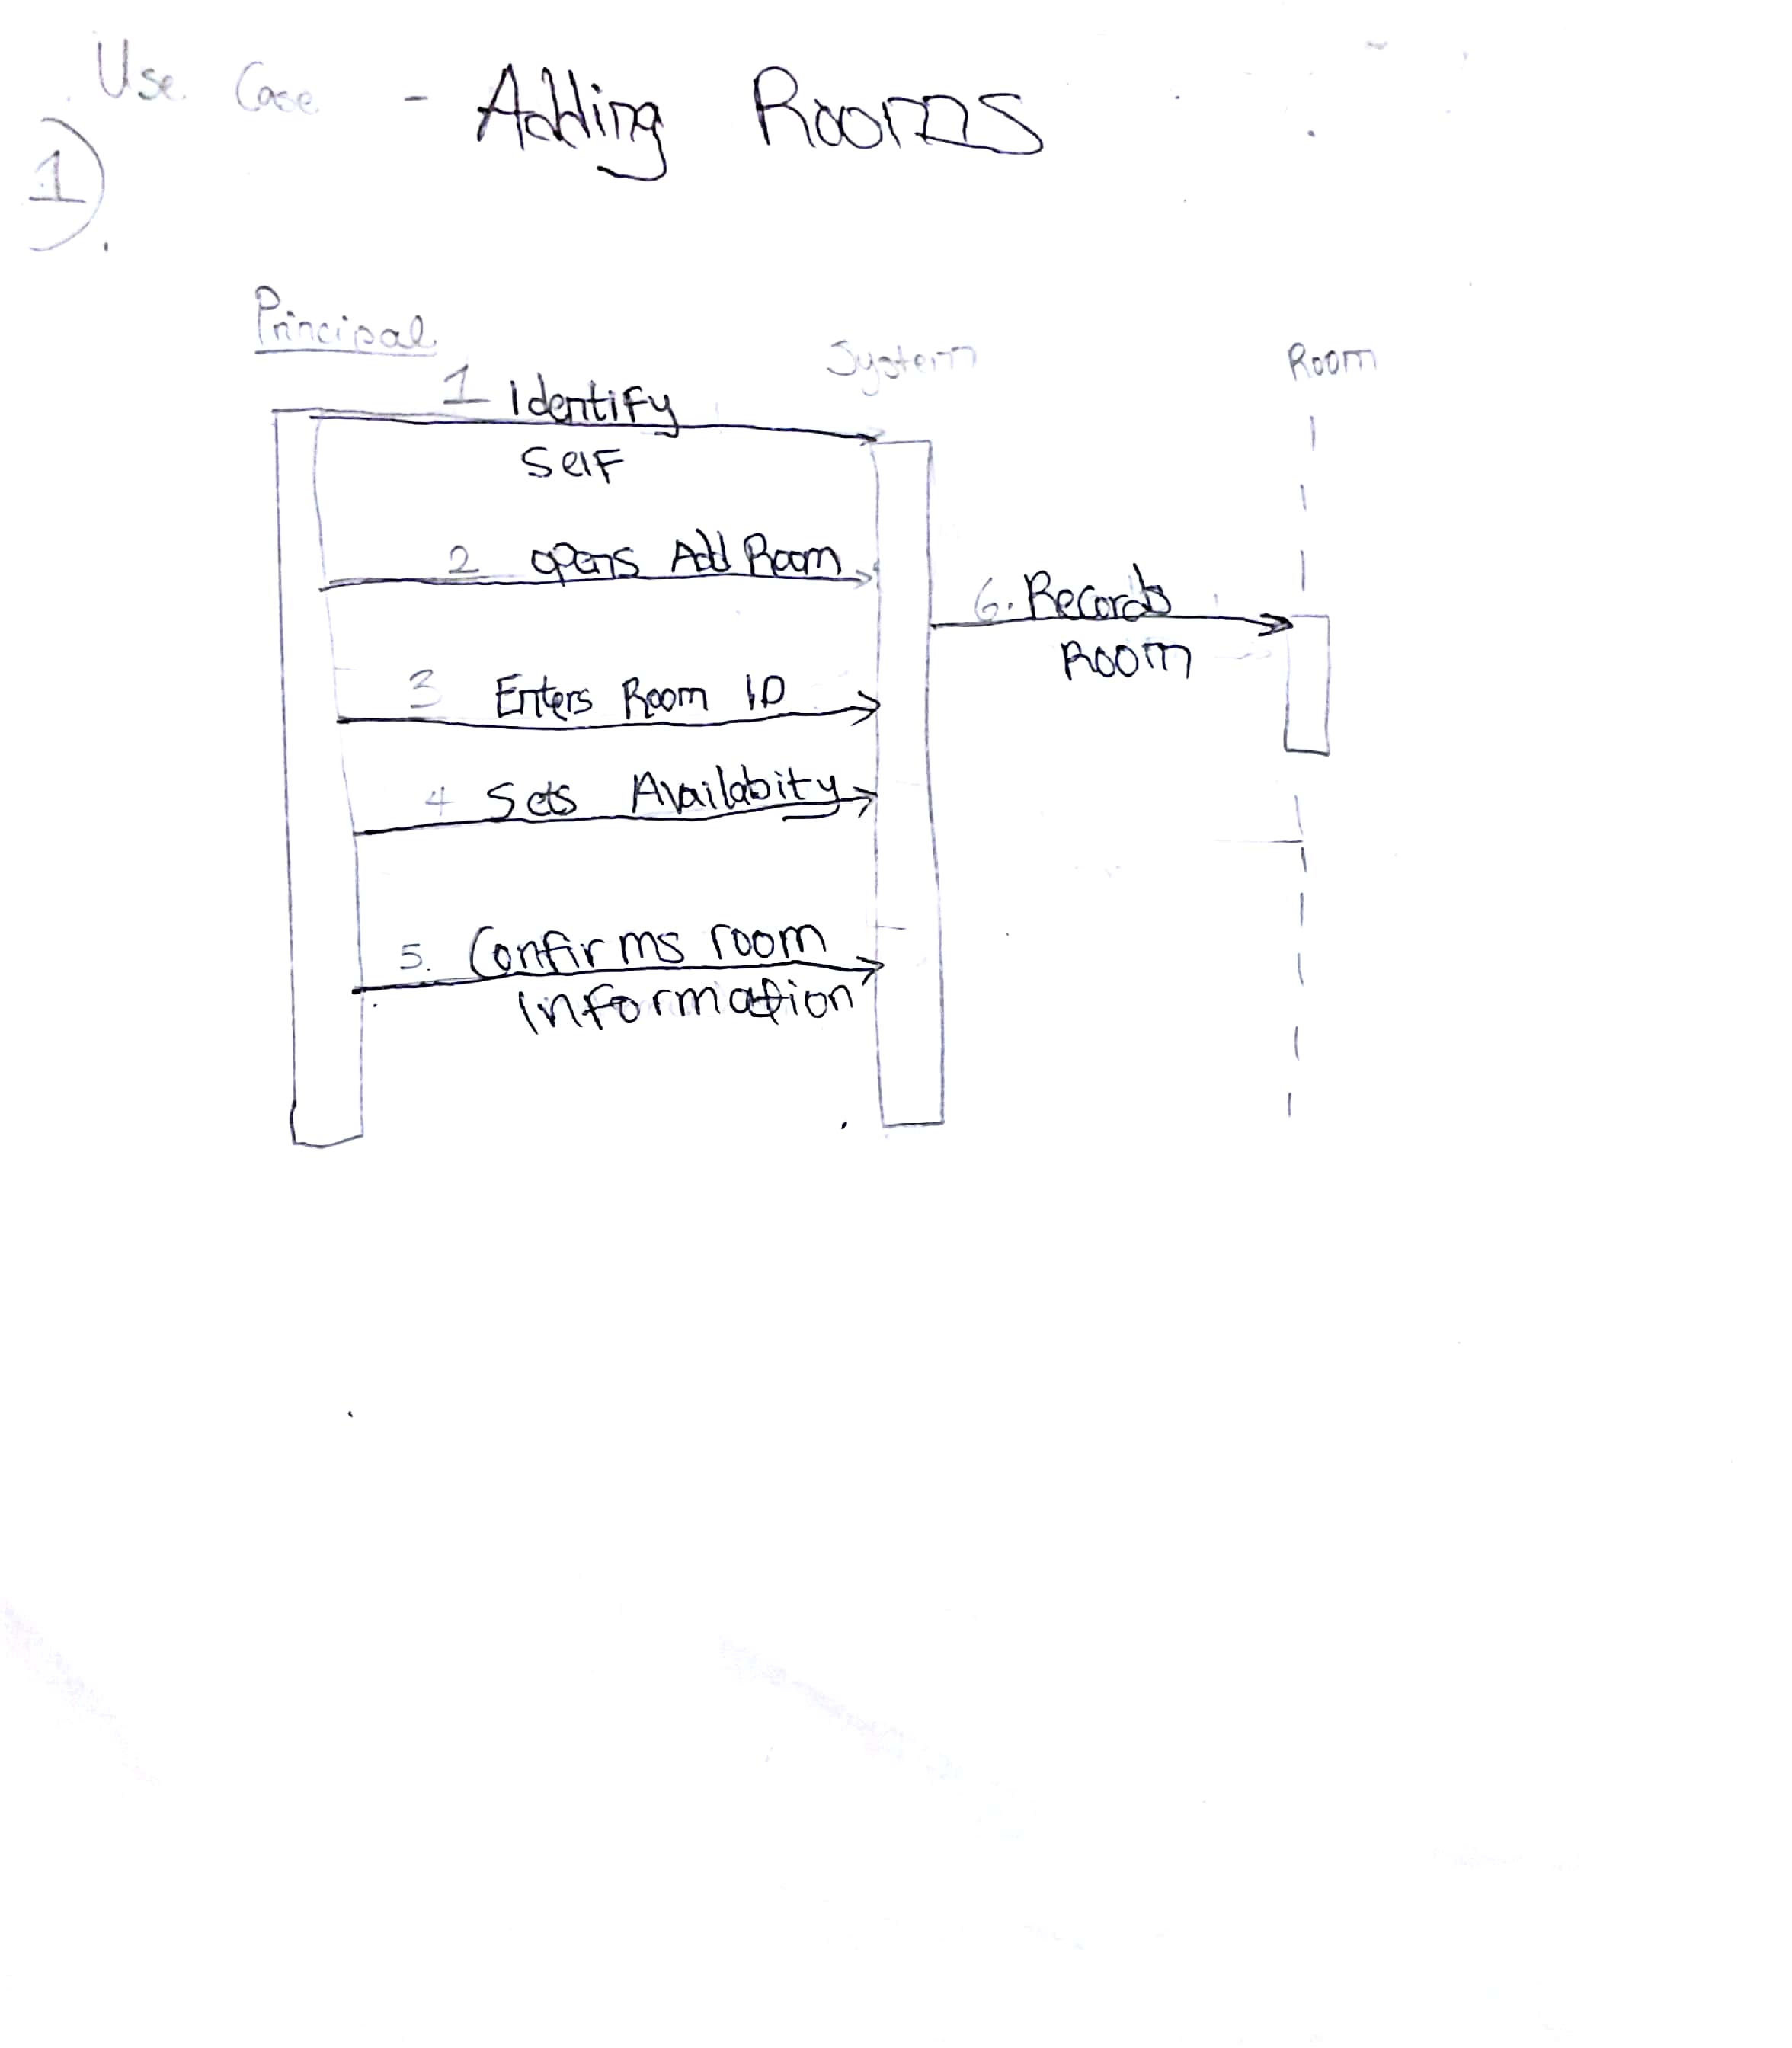 Use Case - Adding Rooms
1
Principal
System
Room
1 Identify
Self
2 opens Add Room
6. Records
Room
3 Enters Room ID
4 Sets Availabity
5. Confirms room
information